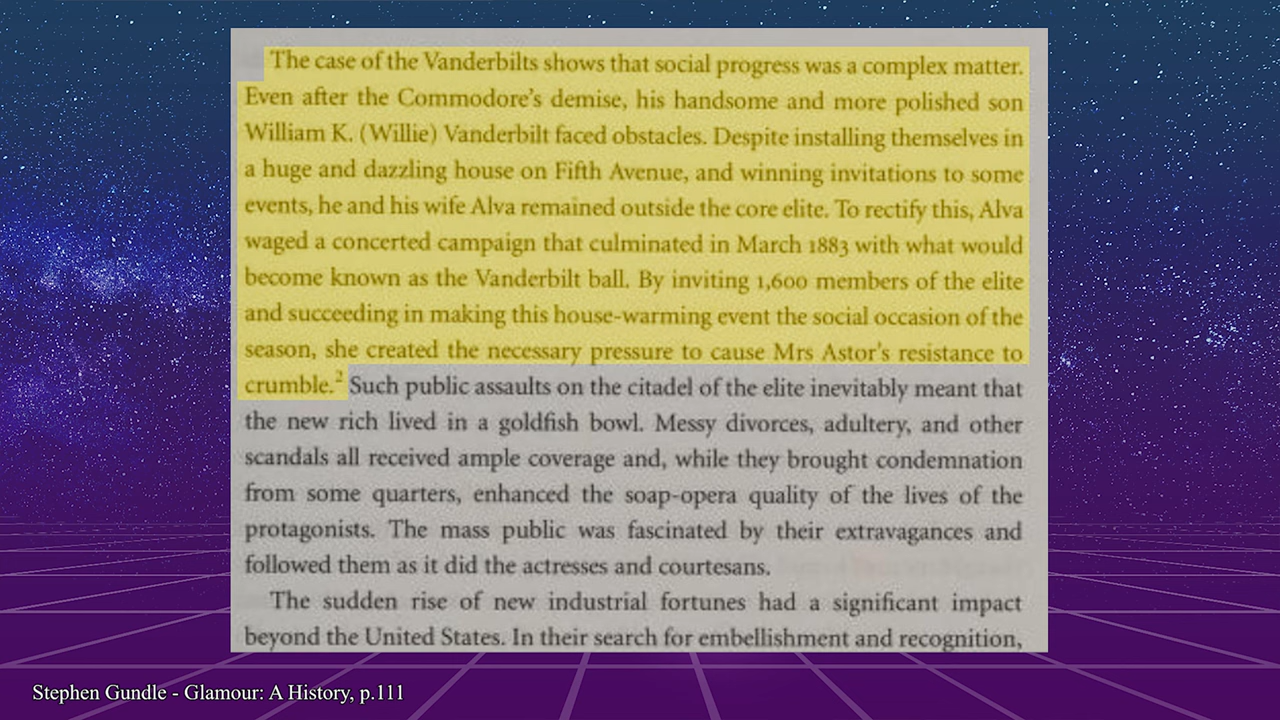 The case of the Vanderbilts shows that social progress was a complex matter.
Even after the Commodore's demise, his handsome and more polished son
William K. (Willie) Vanderbilt faced obstacles. Despite installing themselves in
a huge and dazzling house on Fifth Avenue, and winning invitations to some
events, he and his wife Alva remained outside the core elite. To rectify this, Alva
waged a concerted campaign that culminated in March 1883 with what would
become known as the Vanderbilt ball. By inviting 1,600 members of the elite
and succeeding in making this house-warming event the social occasion of the
season, she created the necessary pressure to cause Mrs Astor's resistance to
crumble.² Such public assaults on the citadel of the elite inevitably meant that
the new rich lived in a goldfish bowl. Messy divorces, adultery, and other
scandals all received ample coverage and, while they brought condemnation
from some quarters, enhanced the soap-opera quality of the lives of the
protagonists. The mass public was fascinated by their extravagances and
followed them as it did the actresses and courtesans.
The sudden rise of new industrial fortunes had a significant impact
beyond the United States. In their search for embellishment and recognition,
Stephen Gundle - Glamour: A History, p.111